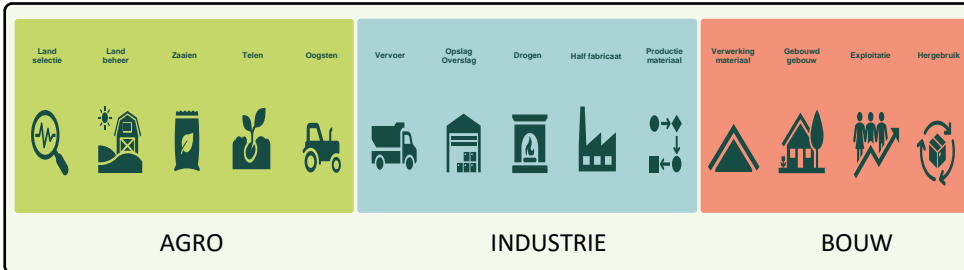 Land
selectie
Land
beheer
Zaaien
Telen
Oogsten
Vervoer
Opslag
Overslag
Drogen
Half fabricaat
Productie
materiaal
Verwerking
materiaal
Gebouwd
gebouw
Exploitatie
Hergebruik
AGRO
INDUSTRIE
BOUW